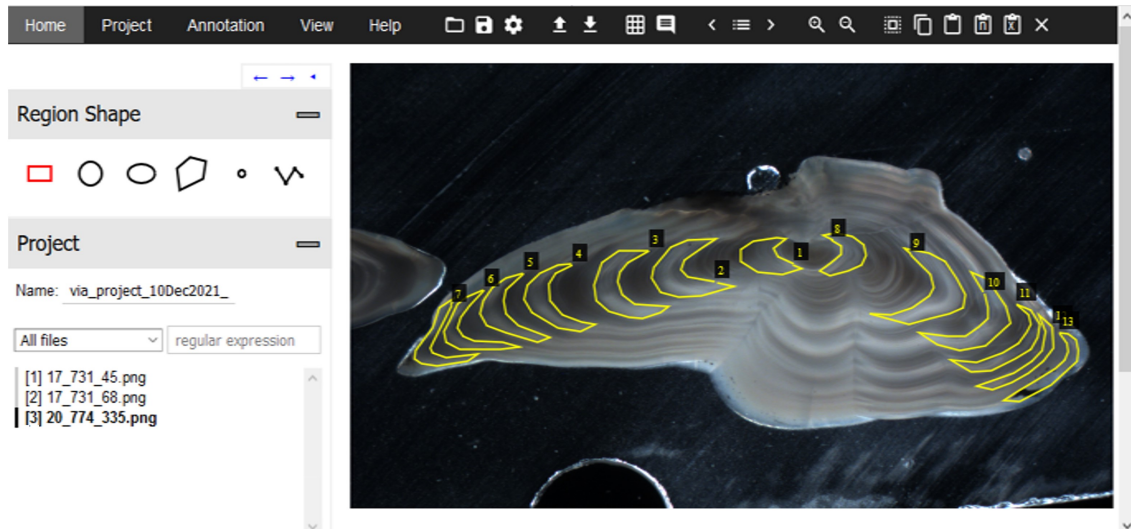 Home Project Annotation View Help
Region Shape
Project
Name: via_project_10Dec2021_
All files regular expression
[1] 17_731_45.png
[2] 17_731_68.png
[3] 20_774_335.png
8
1
3
9
4
5
2
6
10
7
11
13